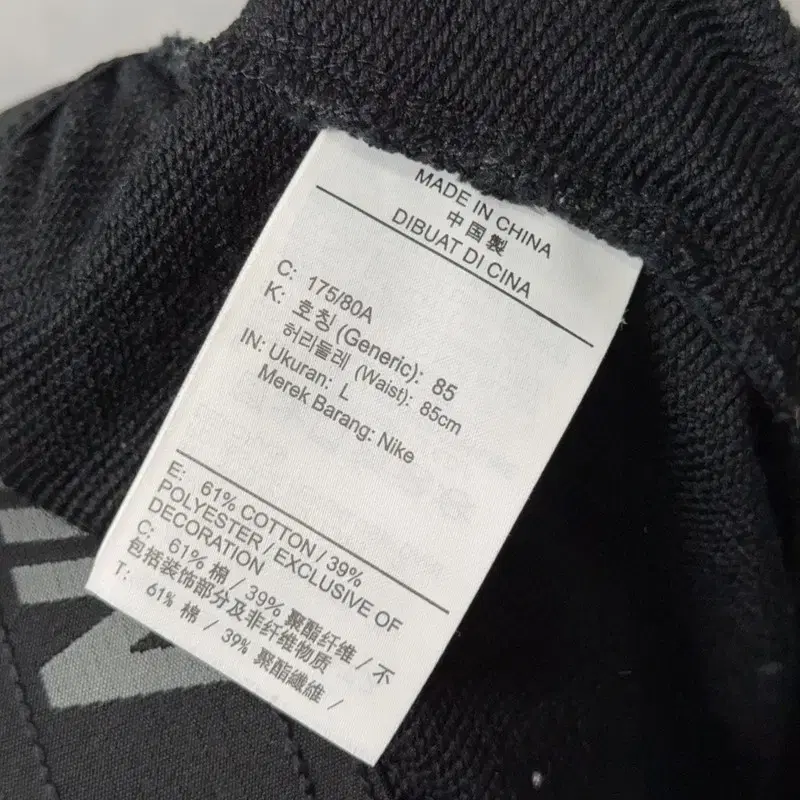 MADE IN CHINA
中国製
DIBUAT DI CINA
C: 175/80A
K: 호칭(Generic): 85
허리둘레 (Waist): 85cm
IN: Ukuran: L
Merek Barang: Nike
E: 61% COTTON / 39%
POLYESTER / EXCLUSIVE OF
DECORATION
C: 61% 棉 / 39% 聚酯纤维 / 不
包括装饰部分及非纤维物质
T: 61% 棉 / 39% 聚酯纖維 /